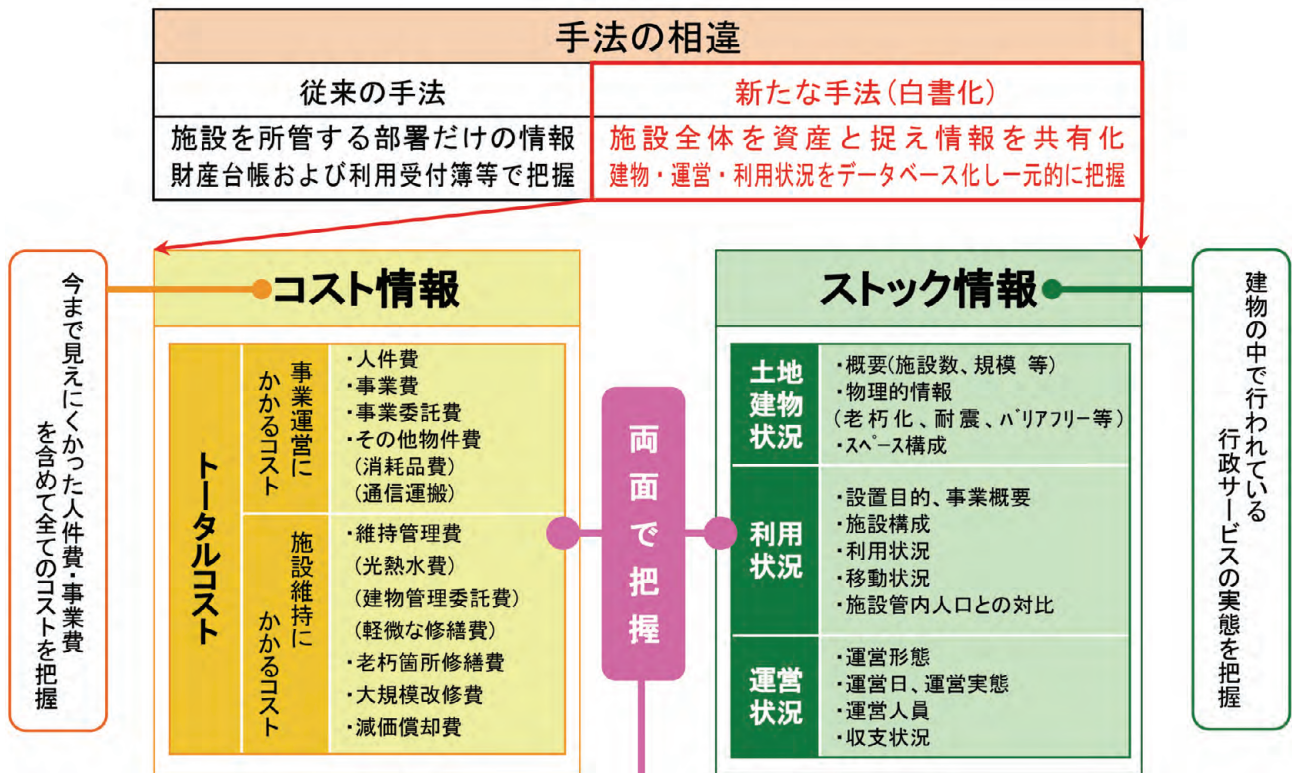 手法の相違
従来の手法
施設を所管する部署だけの情報
財産台帳および利用受付簿等で把握
新たな手法(白書化)
施設全体を資産と捉え情報を共有化
建物・運営・利用状況をデータベース化し一元的に把握
今まで見えにくかった人件費・事業費
を含めて全てのコストを把握
コスト情報
トータルコスト
事業運営に
かかるコスト
・人件費
・事業費
・事業委託費
・その他物件費
(消耗品費)
(通信運搬)
施設維持に
かかるコスト
・維持管理費
(光熱水費)
(建物管理委託費)
(軽微な修繕費)
・老朽箇所修繕費
・大規模改修費
・減価償却費
両面で把握
ストック情報
土地
建物
状況
・概要(施設数、規模 等)
・物理的情報
(老朽化、耐震、バリアフリー等)
・スペース構成
利用
状況
・設置目的、事業概要
・施設構成
・利用状況
・移動状況
・施設管内人口との対比
運営
状況
・運営形態
・運営日、運営実態
・運営人員
・収支状況
建物の中で行われている
行政サービスの実態を把握